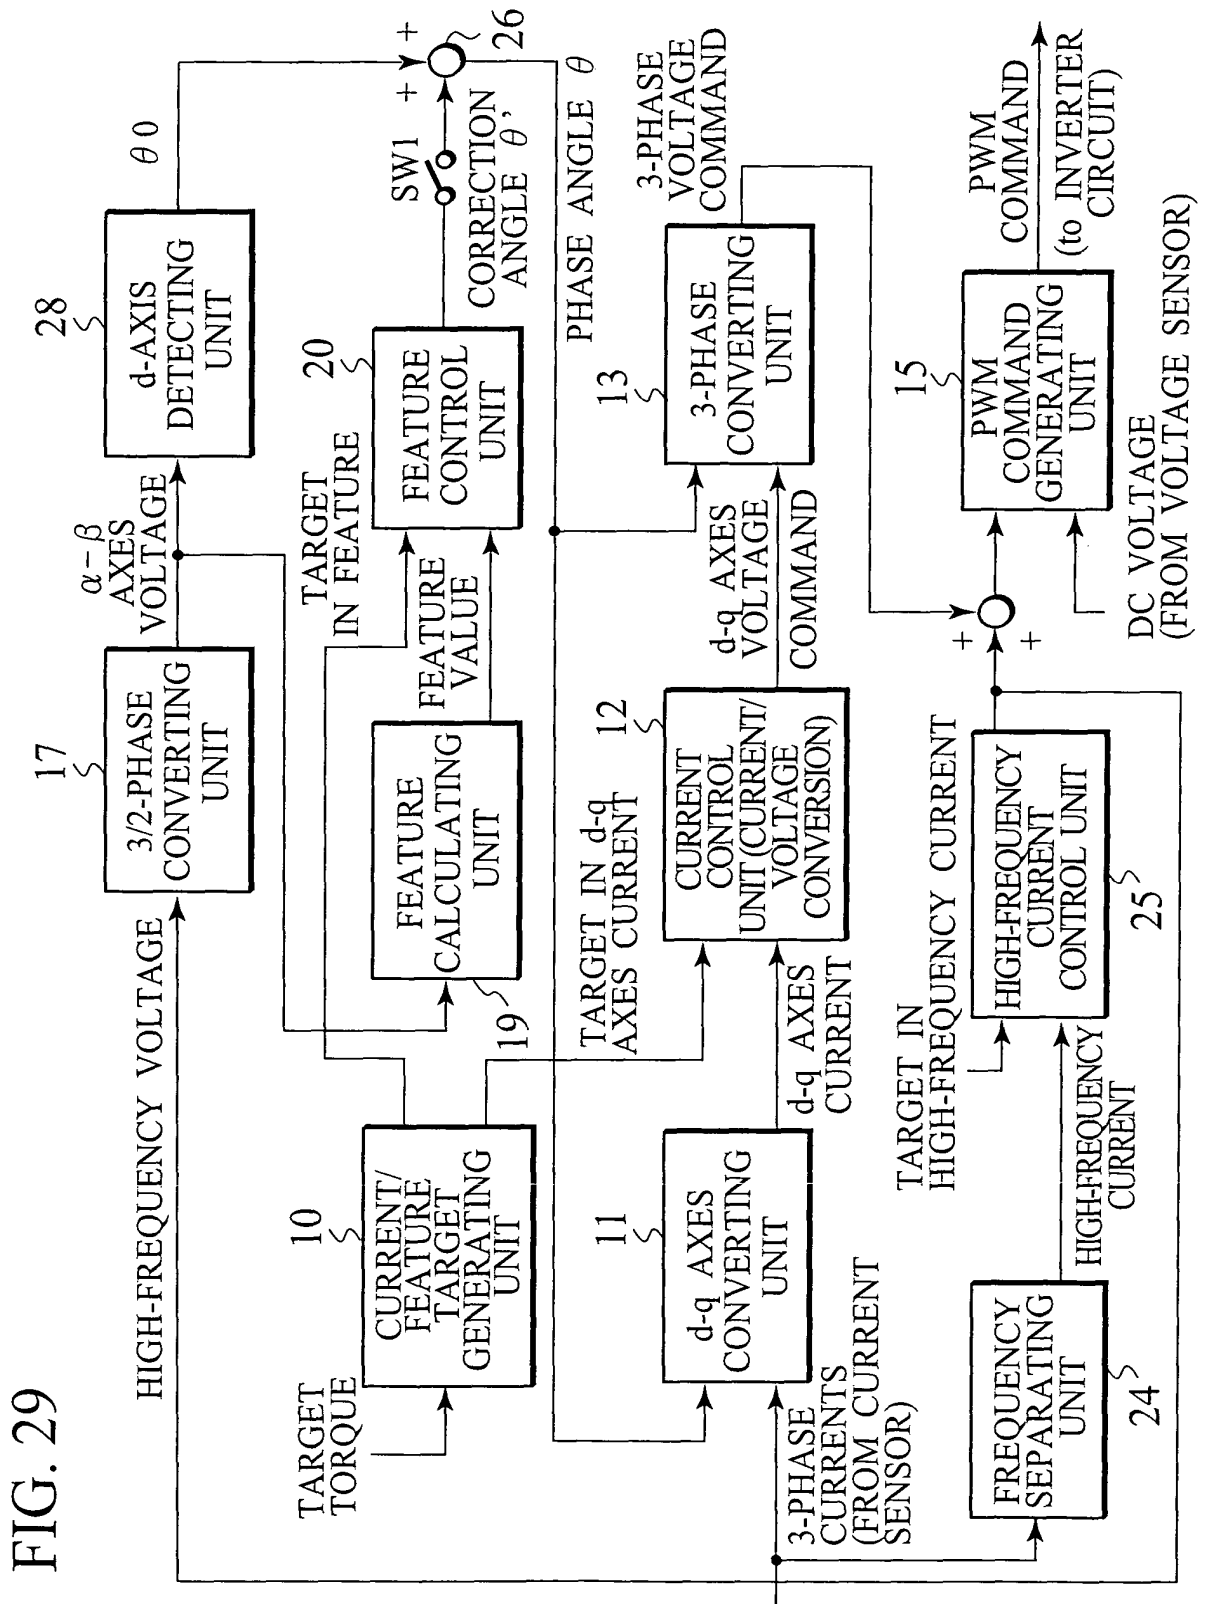 FIG. 29
HIGH-FREQUENCY VOLTAGE
17
3/2-PHASE
CONVERTING
UNIT
α-β
AXES
VOLTAGE
28
d-AXIS
DETECTING
UNIT
θ0
+
+
26
TARGET
TORQUE
10
CURRENT/
FEATURE
TARGET
GENERATING
UNIT
19
FEATURE
CALCULATING
UNIT
FEATURE
VALUE
TARGET
IN FEATURE
20
FEATURE
CONTROL
UNIT
SW1
CORRECTION
ANGLE θ’
PHASE ANGLE θ
3-PHASE
CURRENTS
(FROM CURRENT
SENSOR)
11
d-q AXES
CONVERTING
UNIT
d-q AXES
CURRENT
TARGET IN d-q
AXES CURRENT
12
CURRENT
CONTROL
UNIT (CURRENT/
VOLTAGE
CONVERSION)
d-q AXES
VOLTAGE
COMMAND
13
3-PHASE
CONVERTING
UNIT
3-PHASE
VOLTAGE
COMMAND
24
FREQUENCY
SEPARATING
UNIT
HIGH-FREQUENCY
CURRENT
TARGET IN
HIGH-FREQUENCY CURRENT
25
HIGH-FREQUENCY
CURRENT
CONTROL UNIT
+
+
DC VOLTAGE
(FROM VOLTAGE SENSOR)
15
PWM
COMMAND
GENERATING
UNIT
PWM
COMMAND
(to INVERTER
CIRCUIT)